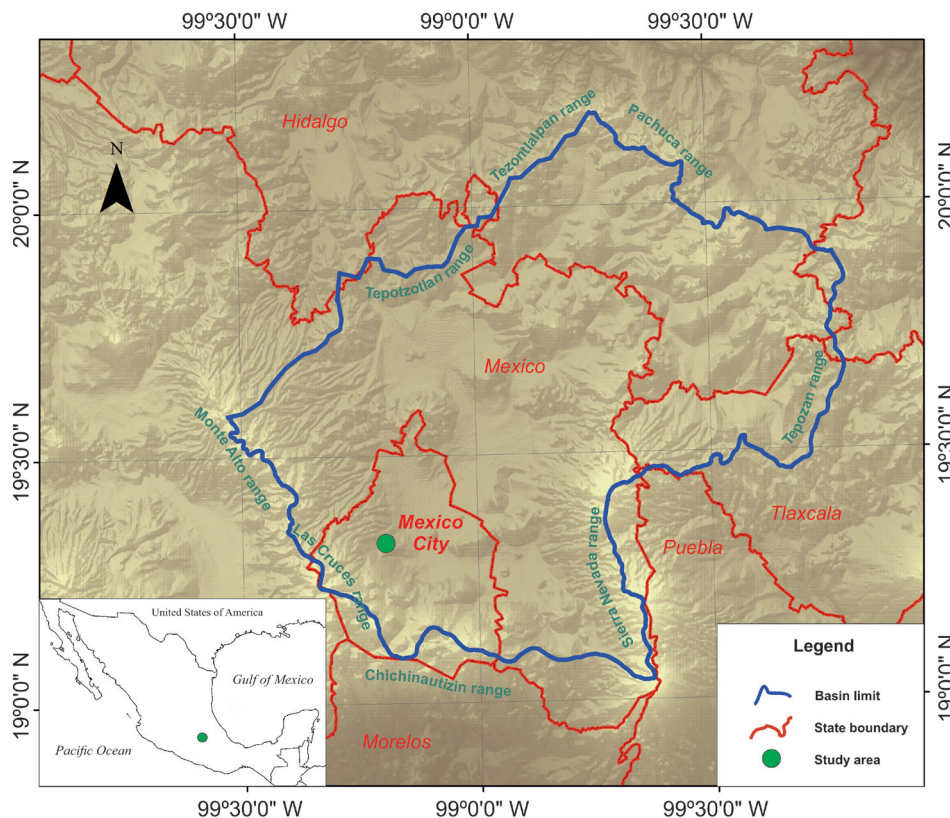 99°30'0" W 99°0'0" W 99°30'0" W
Hidalgo
Tezontlalpan range
Pachuca range
N
20°0'0" N
20°0'0" N
Tepotzotlan range
Mexico
Tepozan range
Monte Alto range
19°30'0" N
19°30'0" N
Mexico
City
Las Cruces range
Tlaxcala
Puebla
Sierra Nevada range
United States of America
Gulf of Mexico
Pacific Ocean
Chichinautizin range
Morelos
19°0'0" N
19°0'0" N
Legend
Basin limit
State boundary
Study area
99°30'0" W 99°0'0" W 99°30'0" W